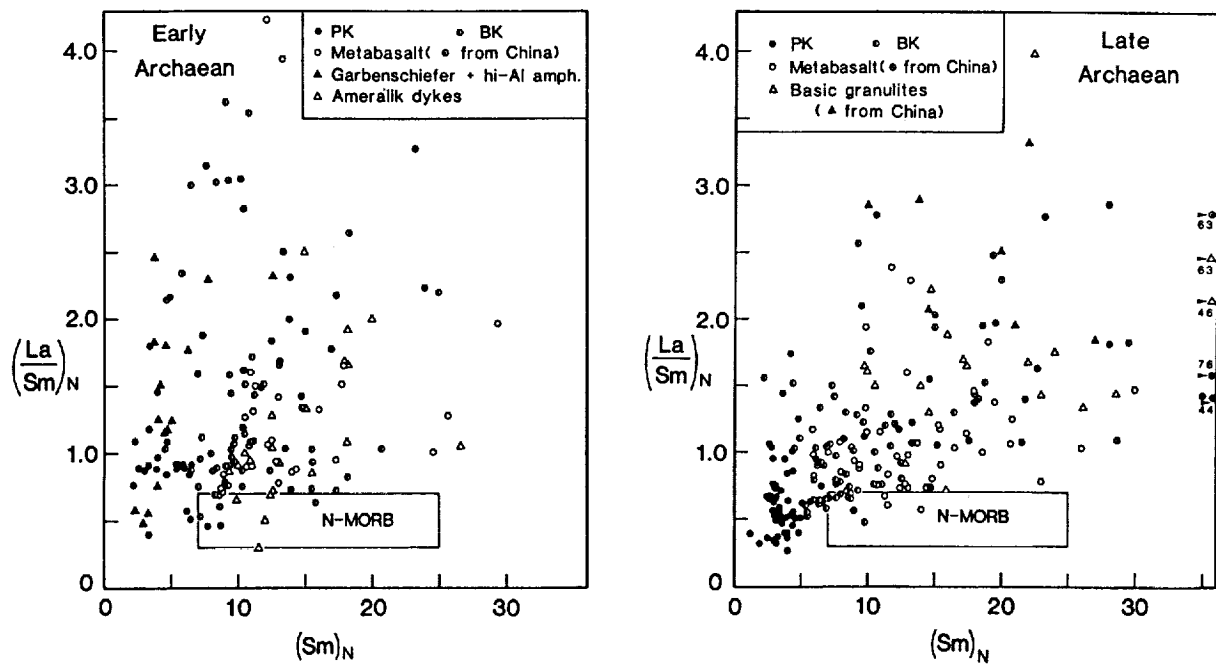 Early
Archaean
PK
BK
Metabasalt( from China)
Garbenschiefer + hi-Al amph.
Ameralik dykes
4.0
3.0
2.0
1.0
0
(La/Sm)N
N-MORB
0
10
20
30
(Sm)N
PK
BK
Metabasalt( from China)
Basic granulites
( from China)
Late
Archaean
4.0
3.0
2.0
1.0
0
(La/Sm)N
63
63
46
76
44
N-MORB
0
10
20
30
(Sm)N